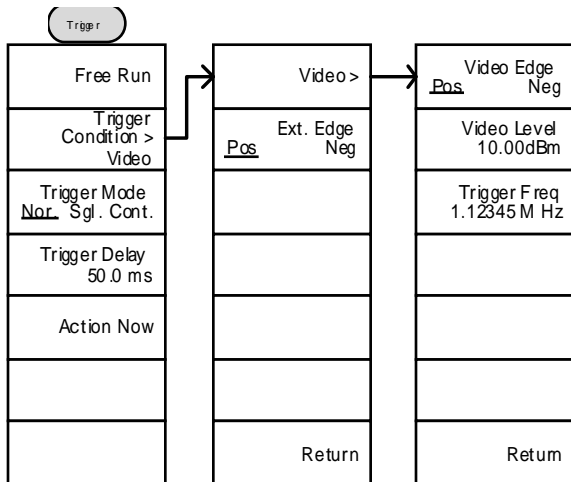 Trigger
Free Run
Trigger
Condition >
Video
Trigger Mode
Nor. Sgl. Cont.
Trigger Delay
50.0 ms
Action Now
Video >
Ext. Edge
Pos Neg
Return
Video Edge
Pos Neg
Video Level
10.00dBm
Trigger Freq
1.12345 M Hz
Return